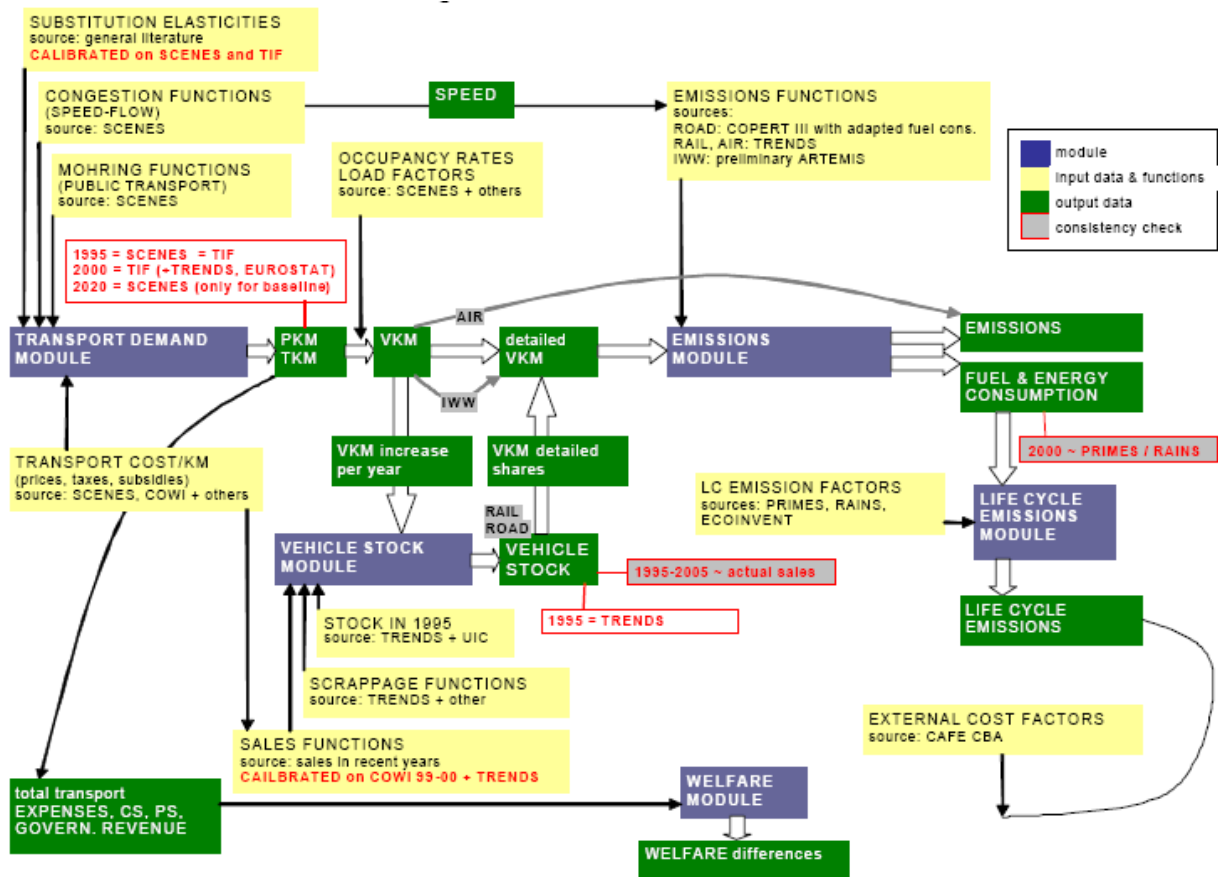 SUBSTITUTION ELASTICITIES
source: general literature
CALIBRATED on SCENES and TIF
CONGESTION FUNCTIONS
(SPEED-FLOW)
source: SCENES
SPEED
EMISSIONS FUNCTIONS
sources:
ROAD: COPERT III with adapted fuel cons.
RAIL, AIR: TRENDS
IWW: preliminary ARTEMIS
module
input data & functions
output data
consistency check
MOHRING FUNCTIONS
(PUBLIC TRANSPORT)
source: SCENES
OCCUPANCY RATES
LOAD FACTORS
source: SCENES + others
1995 = SCENES = TIF
2000 = TIF (+TRENDS, EUROSTAT)
2020 = SCENES (only for baseline)
AIR
TRANSPORT DEMAND
MODULE
PKM
TKM
VKM
detailed
VKM
EMISSIONS
MODULE
EMISSIONS
FUEL & ENERGY
CONSUMPTION
IWW
VKM increase
per year
VKM detailed
shares
2000 ~ PRIMES / RAINS
TRANSPORT COST/KM
(prices, taxes, subsidies)
source: SCENES, COWI + others
LC EMISSION FACTORS
sources: PRIMES, RAINS,
ECOINVENT
LIFE CYCLE
EMISSIONS
MODULE
RAIL
ROAD
VEHICLE STOCK
MODULE
VEHICLE
STOCK
1995-2005 ~ actual sales
1995 = TRENDS
STOCK IN 1995
source: TRENDS + UIC
LIFE CYCLE
EMISSIONS
SCRAPPAGE FUNCTIONS
source: TRENDS + other
EXTERNAL COST FACTORS
source: CAFE CBA
SALES FUNCTIONS
source: sales in recent years
CAILBRATED on COWI 99-00 + TRENDS
total transport
EXPENSES, CS, PS,
GOVERN. REVENUE
WELFARE
MODULE
WELFARE differences